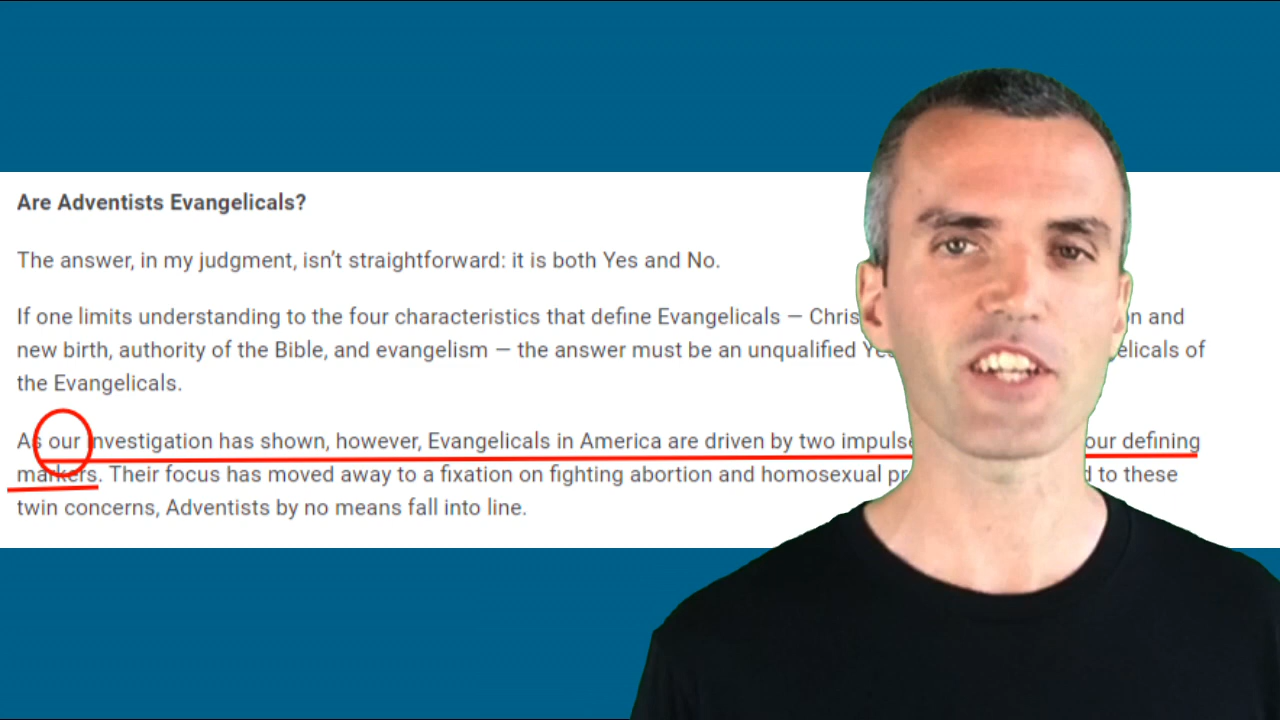 Are Adventists Evangelicals?
The answer, in my judgment, isn't straightforward: it is both Yes and No.
If one limits understanding to the four characteristics that define Evangelicals — Chris n and
new birth, authority of the Bible, and evangelism — the answer must be an unqualified Yes elicals of
the Evangelicals.
As our investigation has shown, however, Evangelicals in America are driven by two impulse our defining
markers. Their focus has moved away to a fixation on fighting abortion and homosexual pr d to these
twin concerns, Adventists by no means fall into line.